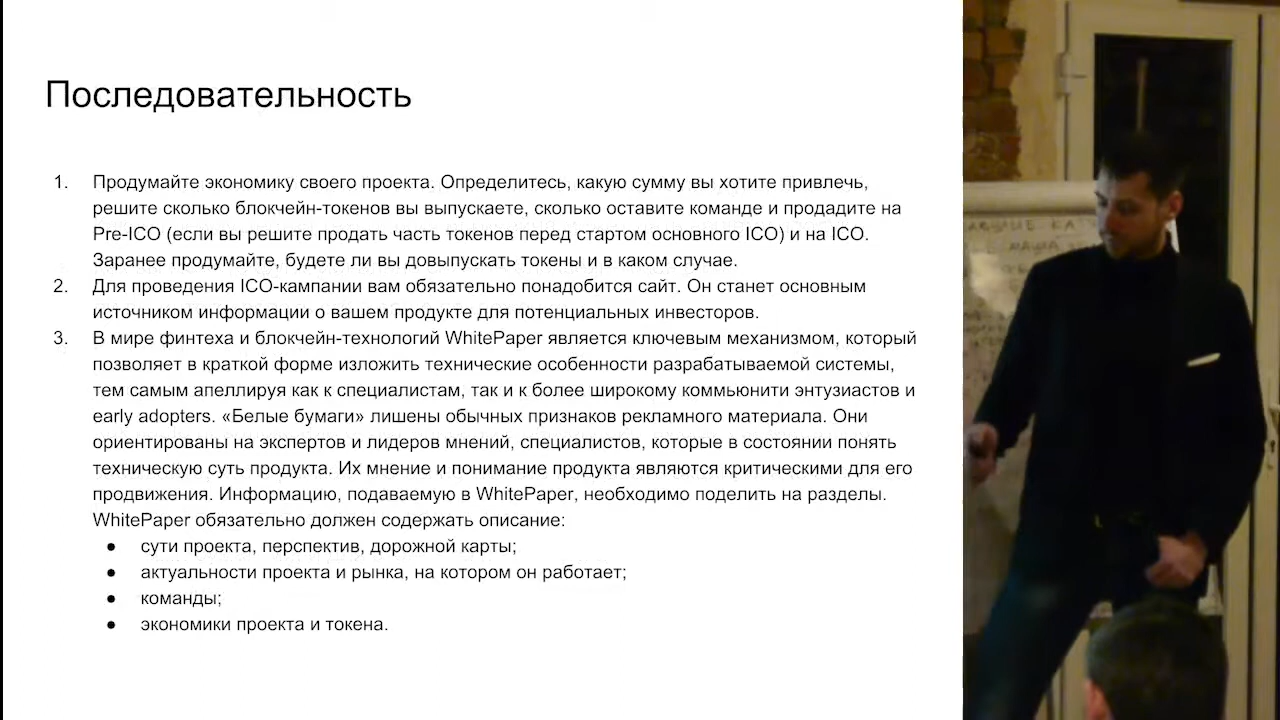 Последовательность
1. Продумайте экономику своего проекта. Определитесь, какую сумму вы хотите привлечь,
решите сколько блокчейн-токенов вы выпускаете, сколько оставите команде и продадите на
Pre-ICO (если вы решите продать часть токенов перед стартом основного ICO) и на ICO.
Заранее продумайте, будете ли вы довыпускать токены и в каком случае.
2. Для проведения ICO-кампании вам обязательно понадобится сайт. Он станет основным
источником информации о вашем продукте для потенциальных инвесторов.
3. В мире финтеха и блокчейн-технологий WhitePaper является ключевым механизмом, который
позволяет в краткой форме изложить технические особенности разрабатываемой системы,
тем самым апеллируя как к специалистам, так и к более широкому коммьюнити энтузиастов и
early adopters. «Белые бумаги» лишены обычных признаков рекламного материала. Они
ориентированы на экспертов и лидеров мнений, специалистов, которые в состоянии понять
техническую суть продукта. Их мнение и понимание продукта являются критическими для его
продвижения. Информацию, подаваемую в WhitePaper, необходимо поделить на разделы.
WhitePaper обязательно должен содержать описание:
● сути проекта, перспектив, дорожной карты;
● актуальности проекта и рынка, на котором он работает;
● команды;
● экономики проекта и токена.